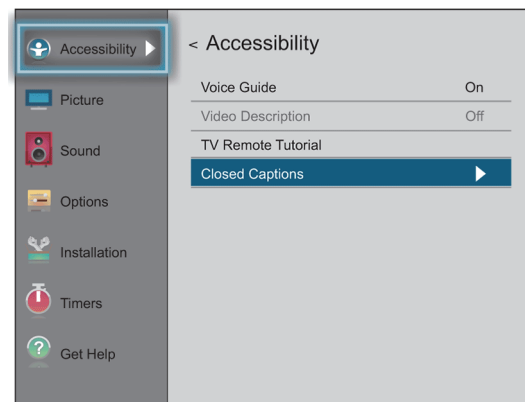 Accessibility
Picture
Sound
Options
Installation
Timers
Get Help
< Accessibility
Voice Guide On
Video Description Off
TV Remote Tutorial
Closed Captions